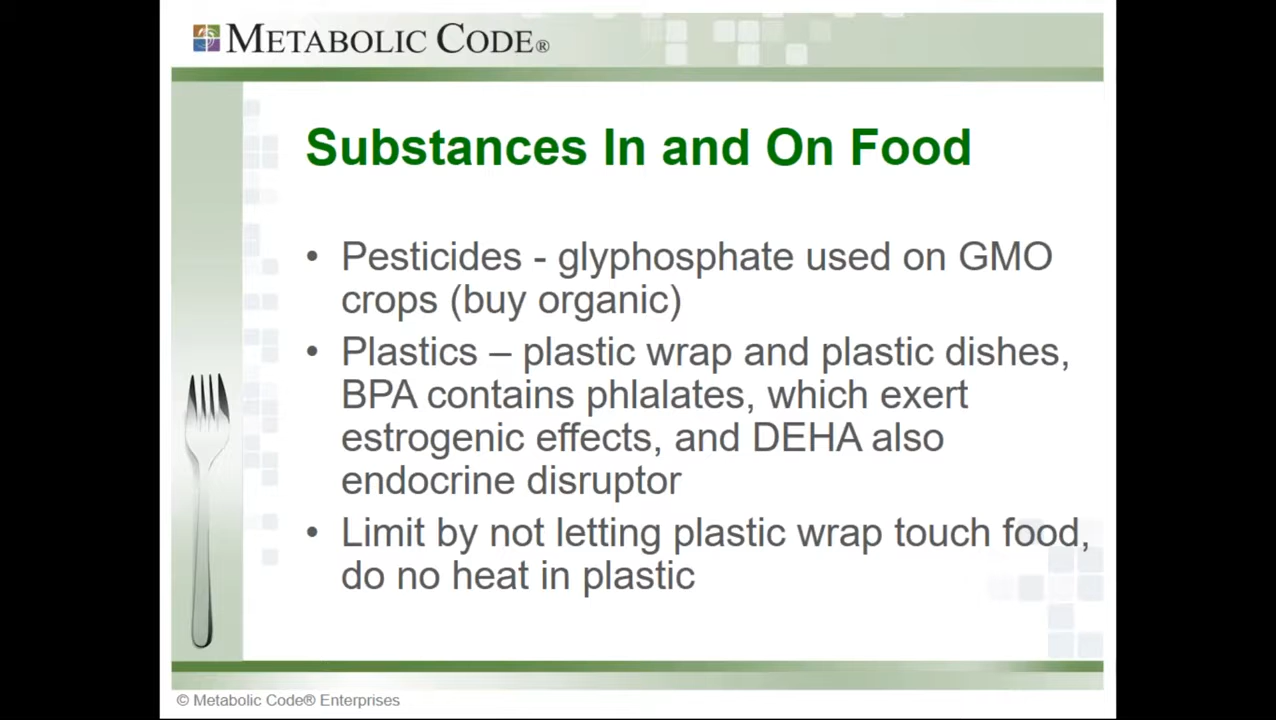 METABOLIC CODE®
Substances In and On Food
• Pesticides - glyphosphate used on GMO
crops (buy organic)
• Plastics – plastic wrap and plastic dishes,
BPA contains phlalates, which exert
estrogenic effects, and DEHA also
endocrine disruptor
• Limit by not letting plastic wrap touch food,
do no heat in plastic
© Metabolic Code® Enterprises